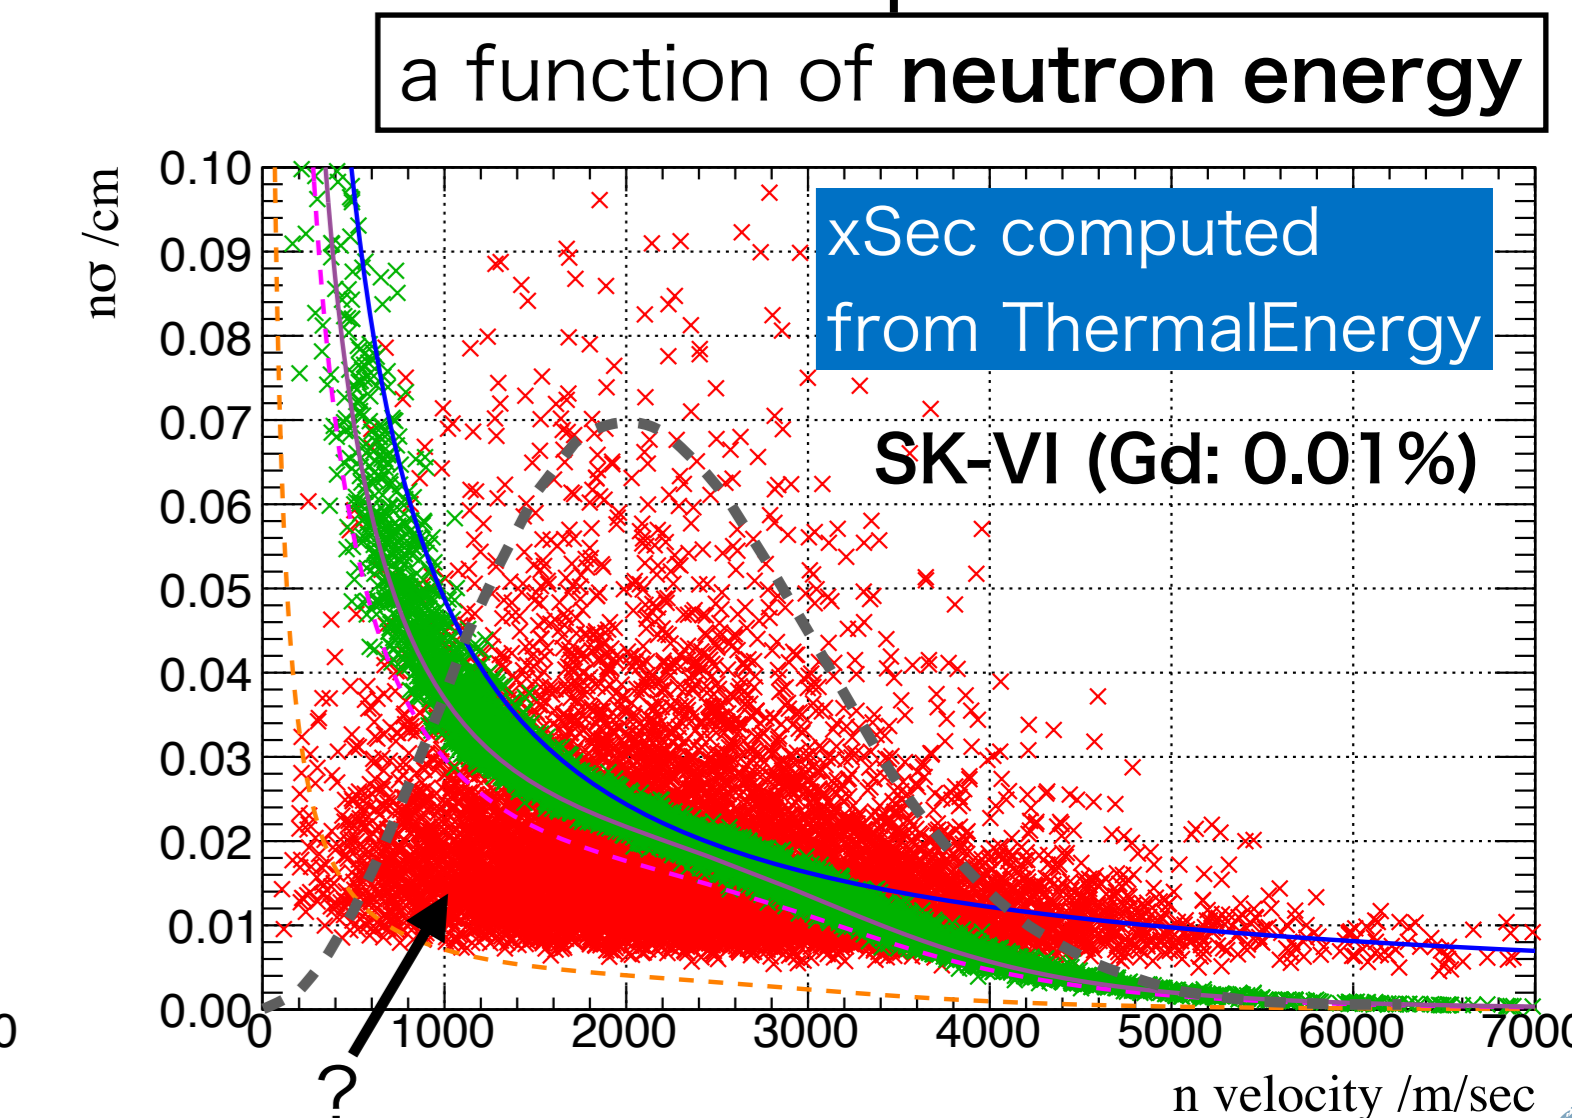 a function of neutron energy
nσ /cm
0.10
0.09
0.08
0.07
0.06
0.05
0.04
0.03
0.02
0.01
0.00
xSec computed
from ThermalEnergy
SK-VI (Gd: 0.01%)
0
0 1000 2000 3000 4000 5000 6000 7000
n velocity /m/sec
?